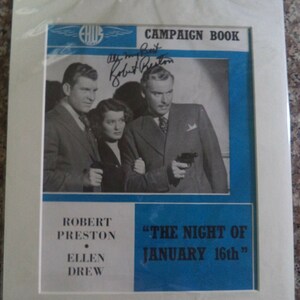 CAMPAIGN BOOK
Robert Preston
ROBERT
PRESTON
•
ELLEN
DREW
"THE NIGHT OF
JANUARY 16th"